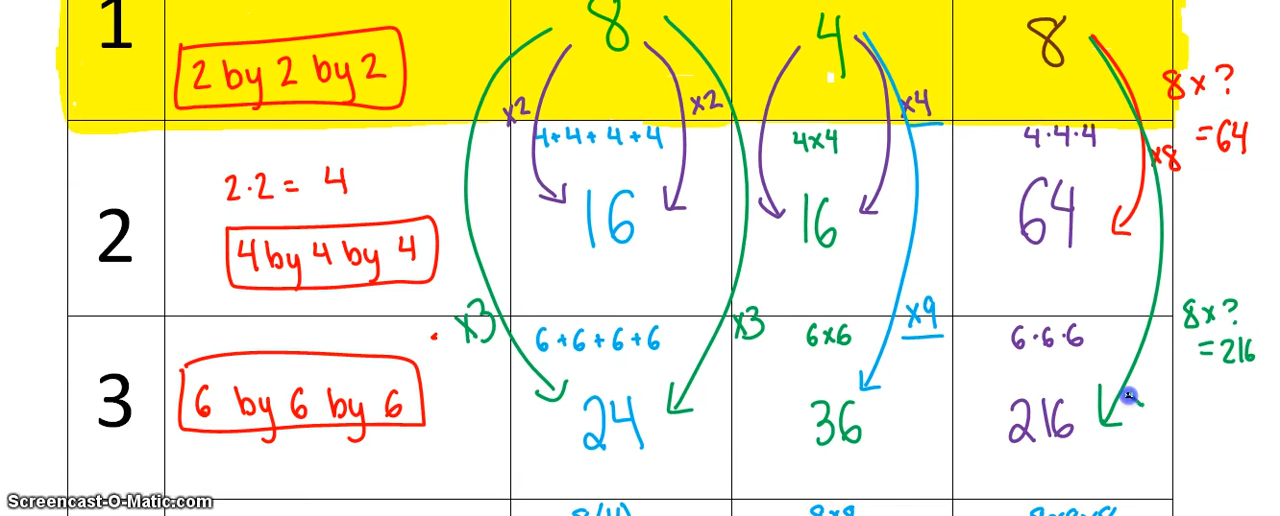 1
2 by 2 by 2
8
4
8
8 x ?
= 64
x2
x2
x4
x8
2
2 · 2 = 4
4 by 4 by 4
4 + 4 + 4 + 4
16
4x4
16
4 · 4 · 4
64
x3
x3
x9
8 x ?
= 216
3
6 by 6 by 6
6 + 6 + 6 + 6
24
6x6
36
6 · 6 · 6
216
Screencast-O-Matic.com